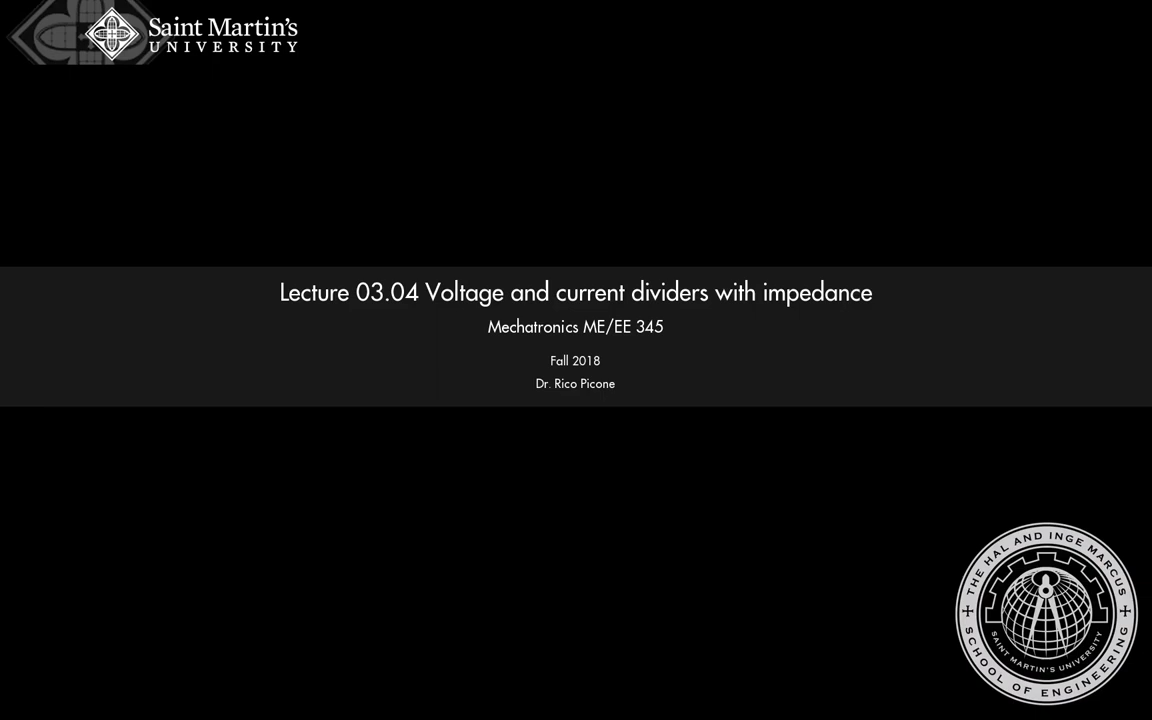 Saint Martin's
UNIVERSITY
Lecture 03.04 Voltage and current dividers with impedance
Mechatronics ME/EE 345
Fall 2018
Dr. Rico Picone
THE HAL AND INGE MARCUS
SCHOOL OF ENGINEERING
SAINT MARTIN'S UNIVERSITY